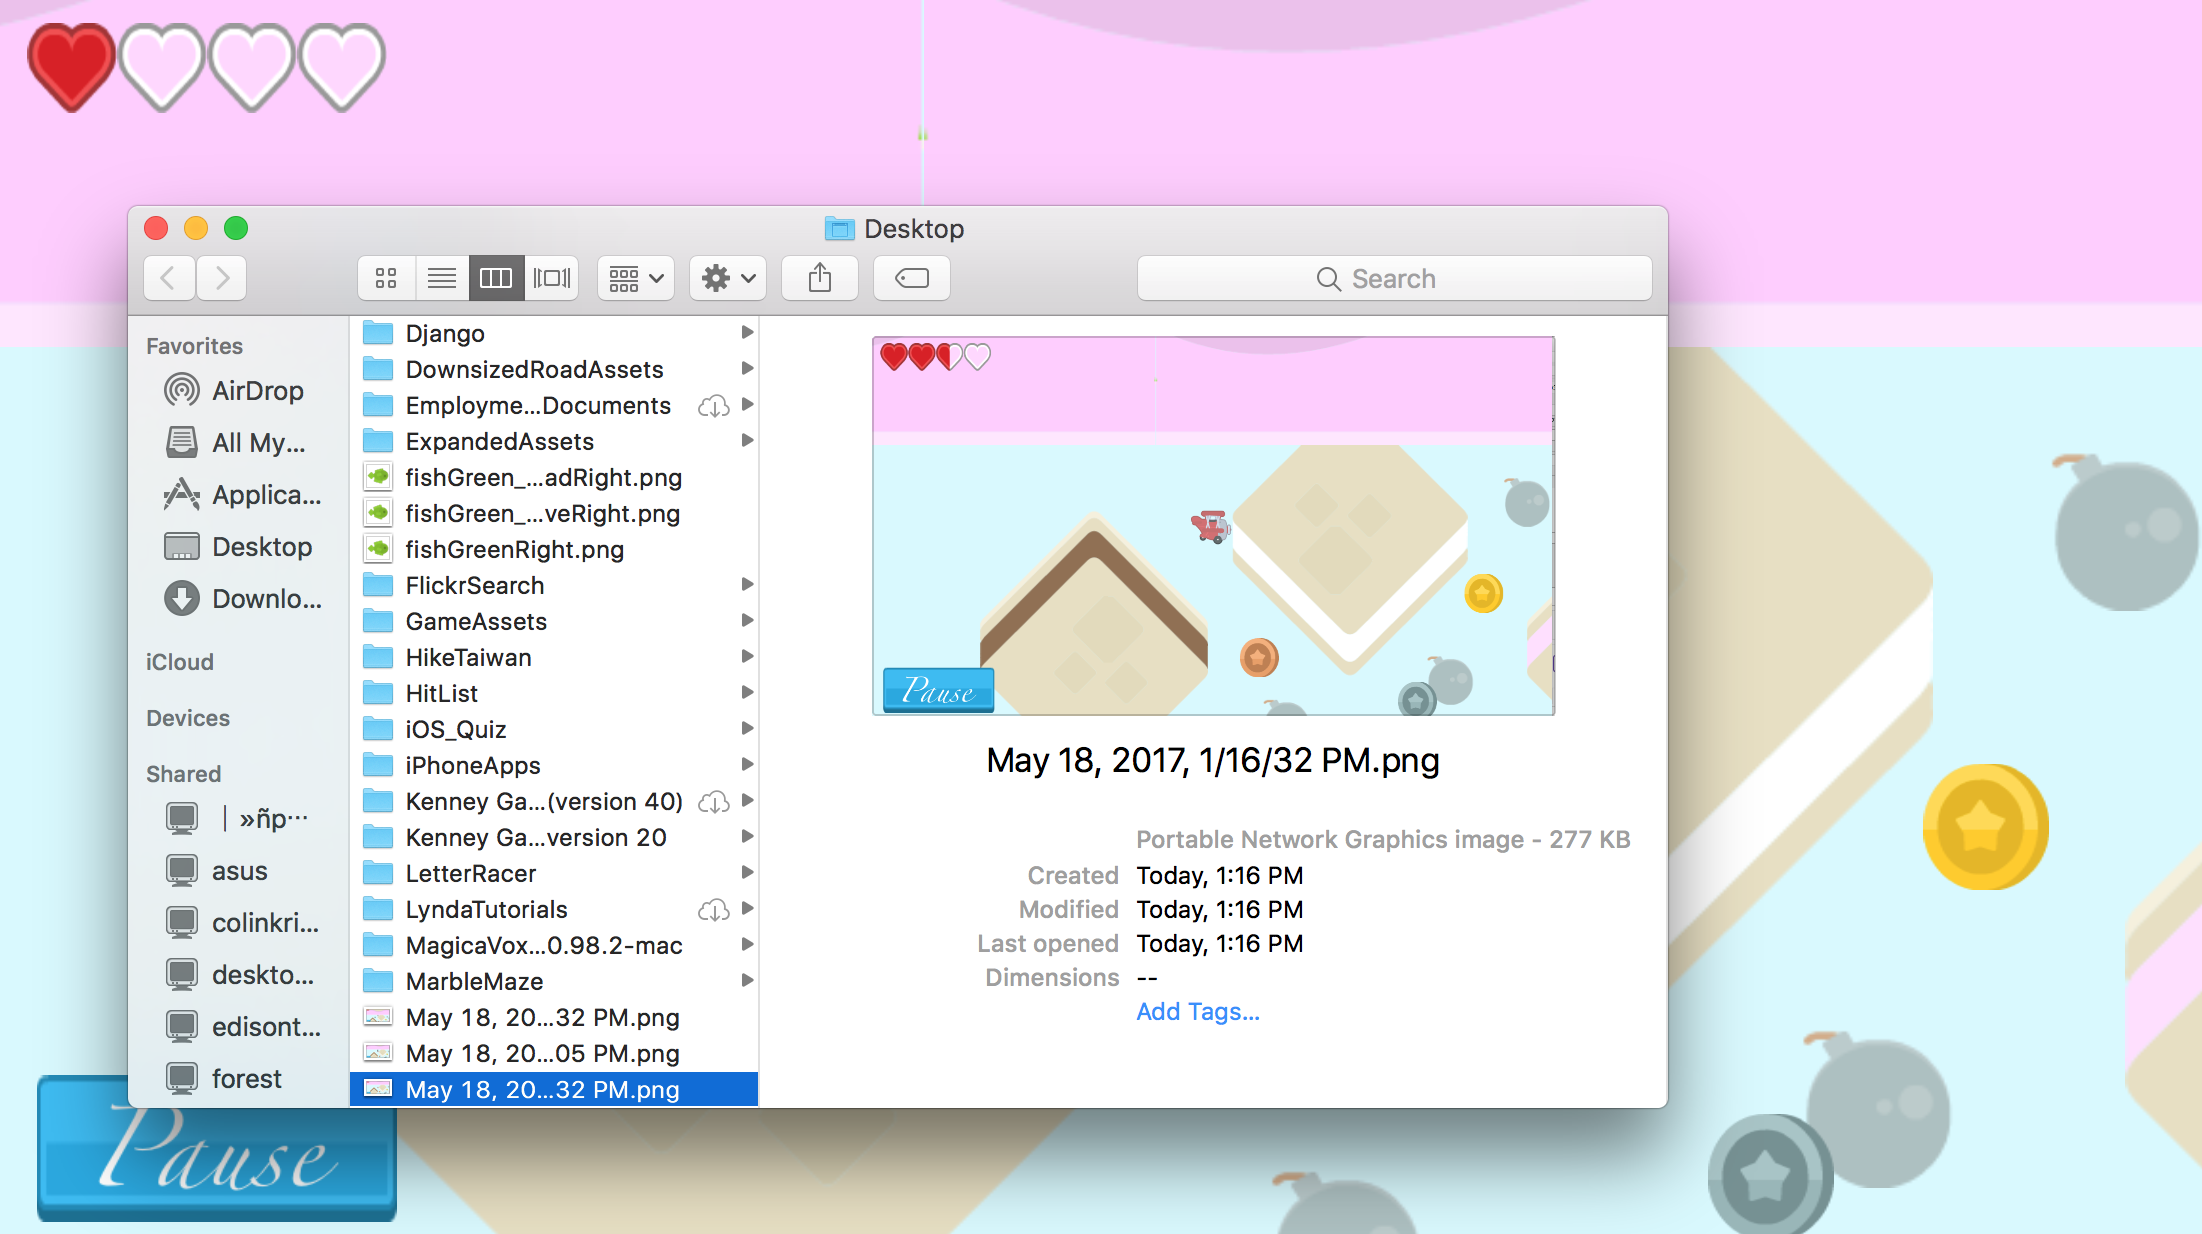 Desktop
Search
Favorites
AirDrop
All My...
Applica...
Desktop
Downlo...
iCloud
Devices
Shared
| »ñp...
asus
colinkri...
deskto...
edisont...
forest
Django
DownsizedRoadAssets
Employme...Documents
ExpandedAssets
fishGreen_...adRight.png
fishGreen_...veRight.png
fishGreenRight.png
FlickrSearch
GameAssets
HikeTaiwan
HitList
iOS_Quiz
iPhoneApps
Kenney Ga...(version 40)
Kenney Ga...version 20
LetterRacer
LyndaTutorials
MagicaVox...0.98.2-mac
MarbleMaze
May 18, 20...32 PM.png
May 18, 20...05 PM.png
May 18, 20...32 PM.png
Pause
May 18, 2017, 1/16/32 PM.png
Portable Network Graphics image - 277 KB
Created Today, 1:16 PM
Modified Today, 1:16 PM
Last opened Today, 1:16 PM
Dimensions --
Add Tags...
Pause